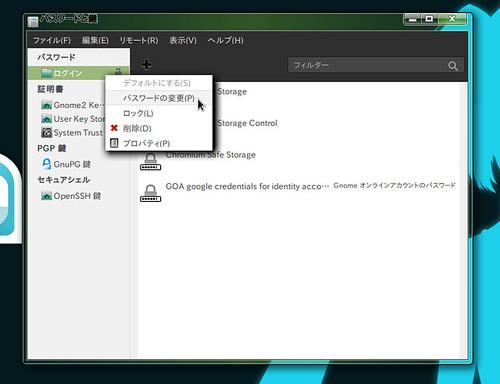 パスワードと鍵
ファイル(F) 編集(E) リモート(R) 表示(V) ヘルプ(H)
パスワード
ログイン
フィルター
証明書
Gnome2 Ke…
User Key Stor
System Trust
PGP 鍵
GnuPG 鍵
セキュアシェル
OpenSSH 鍵
デフォルトにする(S)
パスワードの変更(P)
ロック(L)
削除(D)
プロパティ(P)
Storage
Storage Control
Chromium Safe Storage
GOA google credentials for identity acco… Gnome オンラインアカウントのパスワード